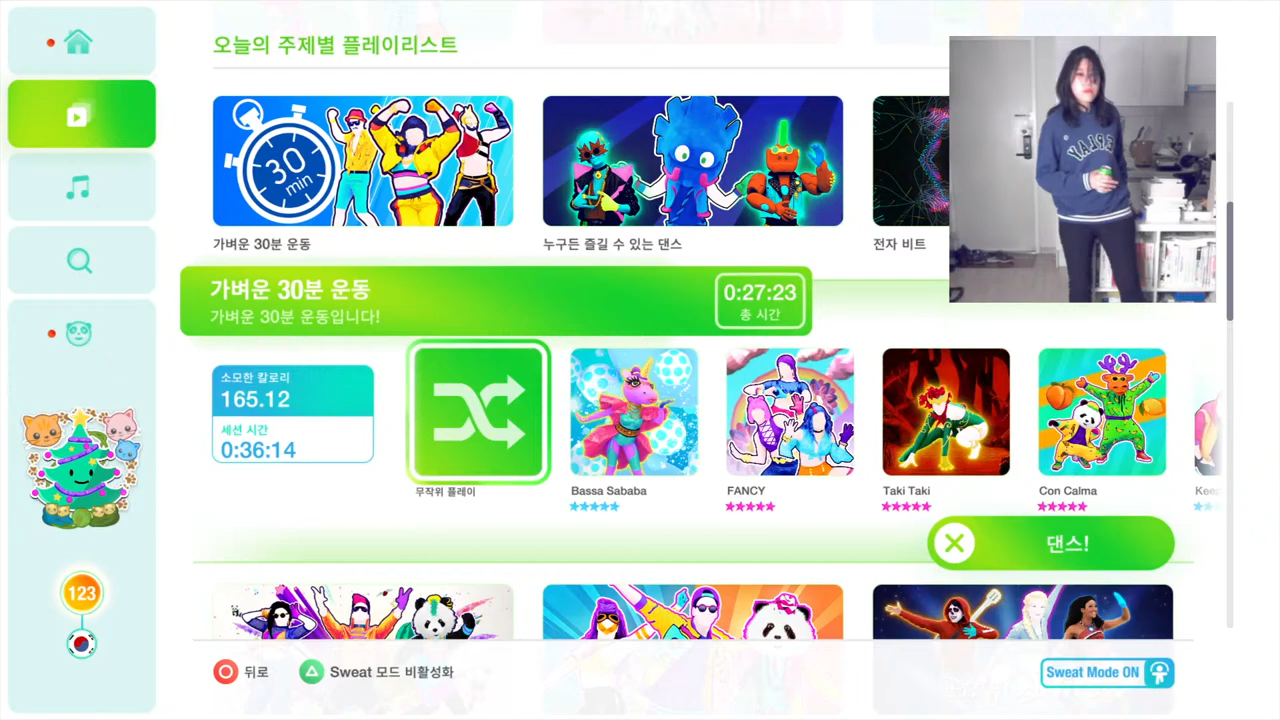 오늘의 주제별 플레이리스트
30
min
가벼운 30분 운동
누구든 즐길 수 있는 댄스
전자 비트
가벼운 30분 운동
가벼운 30분 운동입니다!
0:27:23
총 시간
소모한 칼로리
165.12
세션 시간
0:36:14
무작위 플레이
Bassa Sababa
FANCY
Taki Taki
Con Calma
댄스!
123
뒤로
Sweat 모드 비활성화
Sweat Mode ON